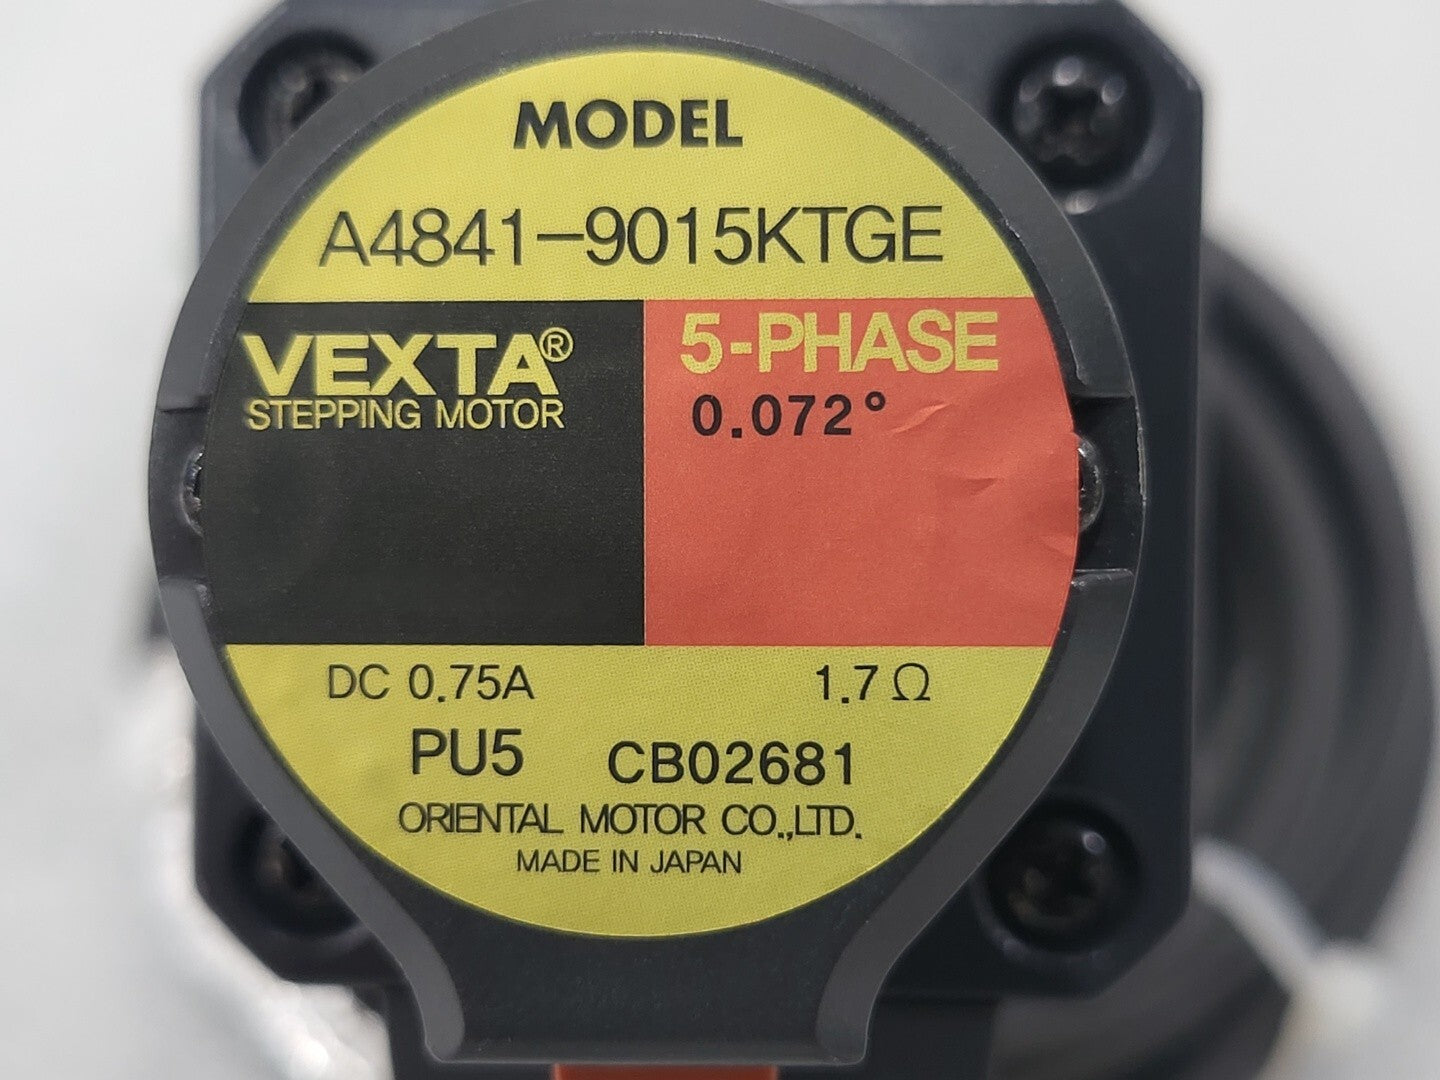 MODEL
A4841-9015KTGE
VEXTA®
STEPPING MOTOR
5-PHASE
0.072°
DC 0.75A 1.7Ω
PU5 CB02681
ORIENTAL MOTOR CO.,LTD.
MADE IN JAPAN